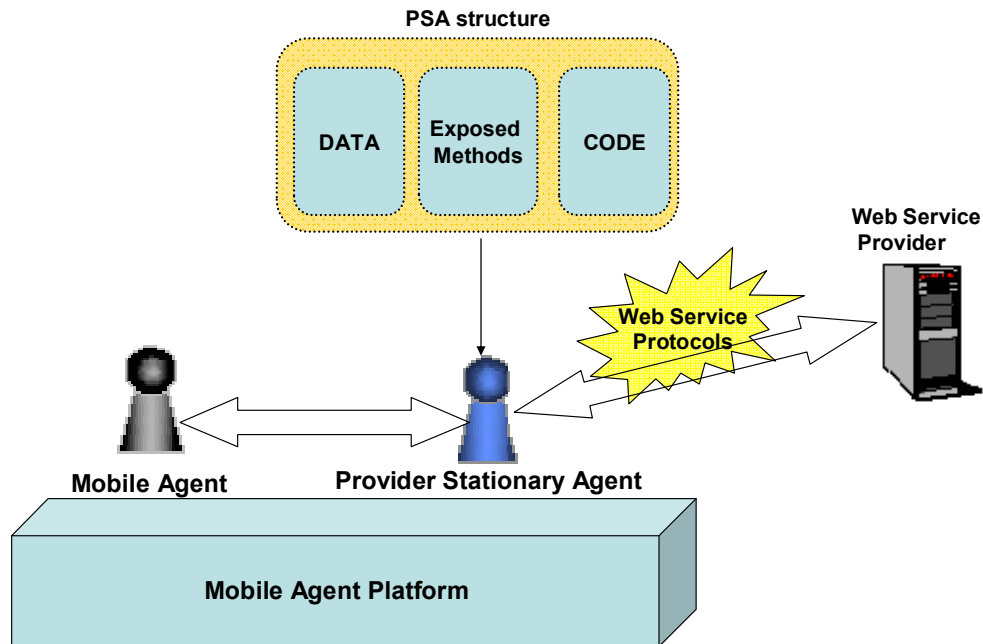 PSA structure
DATA
Exposed
Methods
CODE
Web Service
Provider
Web Service
Protocols
Mobile Agent
Provider Stationary Agent
Mobile Agent Platform